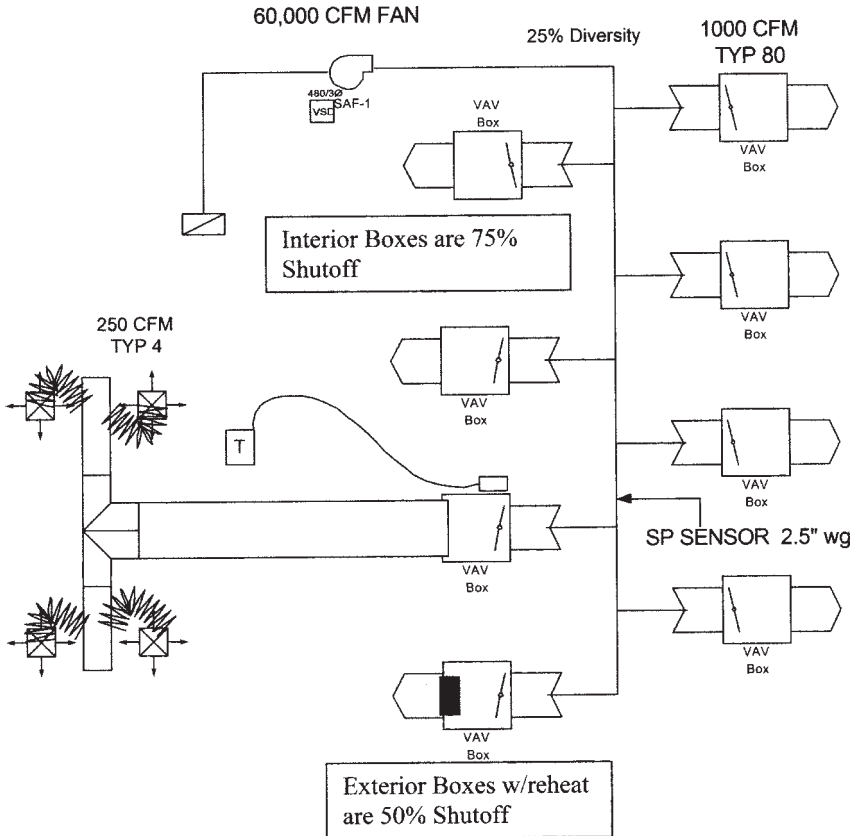 60,000 CFM FAN
25% Diversity
1000 CFM
TYP 80
480/3Ø
VSD
SAF-1
VAV
Box
VAV
Box
Interior Boxes are 75%
Shutoff
VAV
Box
250 CFM
TYP 4
VAV
Box
T
VAV
Box
SP SENSOR 2.5" wg
VAV
Box
VAV
Box
VAV
Box
Exterior Boxes w/reheat
are 50% Shutoff